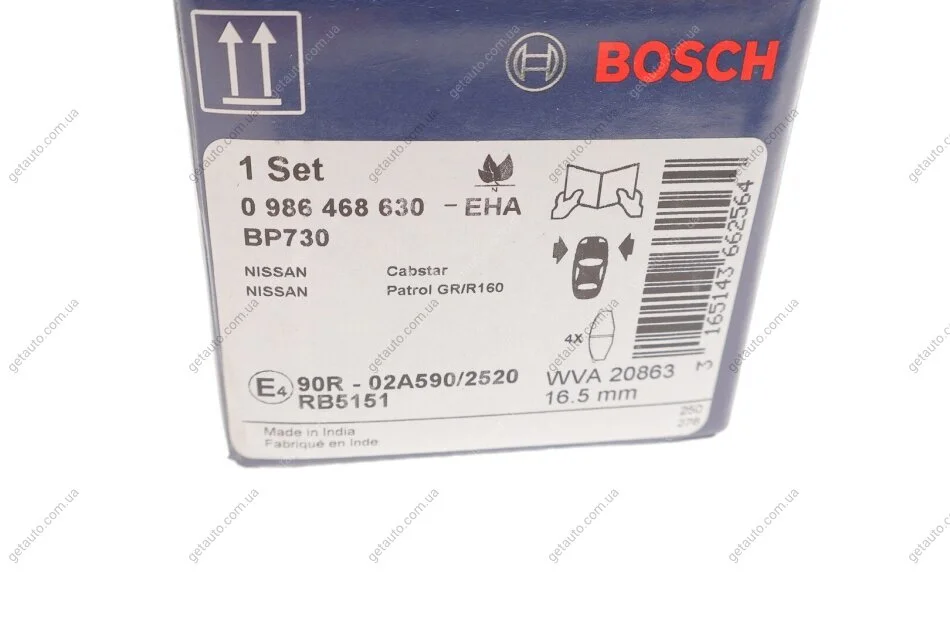 BOSCH
1 Set
0 986 468 630 - EHA
BP730
NISSAN Cabstar
NISSAN Patrol GR/R160
N
4X
3 165143 662564
E4 90R - 02A590/2520
RB5151
WVA 20863
16.5 mm
250
276
Made in India
Fabriqué en Inde
getauto.com.ua